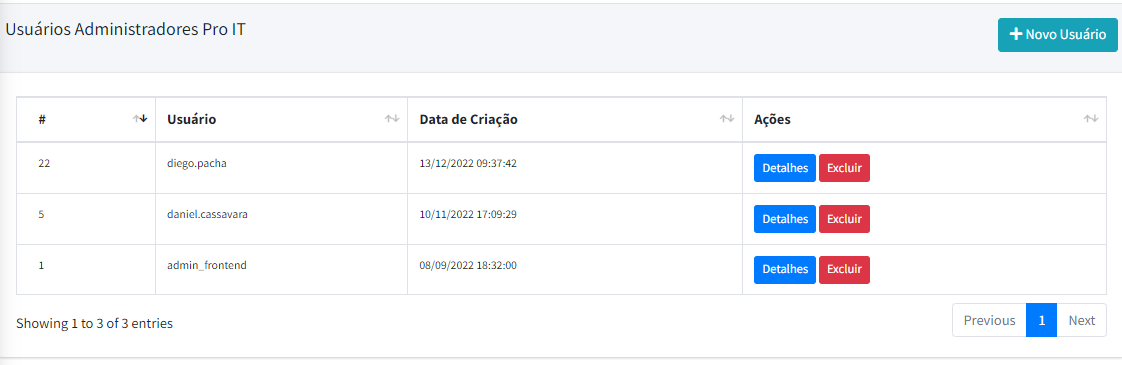 Usuários Administradores Pro IT
Novo Usuário
# Usuário Data de Criação Ações
22 diego.pacha 13/12/2022 09:37:42 Detalhes Excluir
5 daniel.cassavara 10/11/2022 17:09:29 Detalhes Excluir
1 admin_frontend 08/09/2022 18:32:00 Detalhes Excluir
Showing 1 to 3 of 3 entries
Previous 1 Next